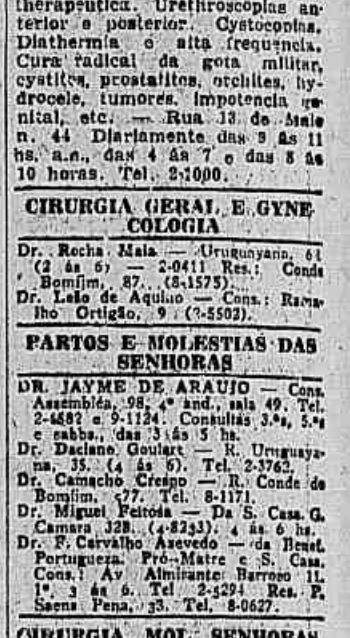 therapeutica. Urethroscopias an-
terior e posterior. Cystocopias.
Diathermia e alta frequencia.
Cura radical da gota militar,
cystites, prostatites, orchites, hy-
drocele, tumores. Impotencia ge-
nital, etc. — Rua 13 de Maio
n. 44 Diariamente das 9 ás 11
hs. a.n., das 4 ás 7 e das 8 ás
10 horas. Tel. 2-1000.
CIRURGIA GERAL E GYNE-
COLOGIA
Dr. Rocha Maia — Uruguayana, 61
(2 ás 6) — 2-0411 Res.: Conde
Bomfim, 87. (8-1575).
Dr. Leão de Aquino — Cons.: Rama-
lho Ortigão, 9 (2-5502).
PARTOS E MOLESTIAS DAS
SENHORAS
DR. JAYME DE ARAUJO — Cons.
Assembléa, 98, 4º and., sala 49. Tel.
2-4582 e 9-1124. Consultas 3.ªs, 5.ªs
e sabbs., das 3 ás 5 hs.
Dr. Daciano Goulart — R. Uruguaya-
na, 35. (4 ás 6). Tel. 2-3762.
Dr. Camacho Crespo — R. Conde de
Bomfim, 577. Tel. 8-1171.
Dr. Miguel Feitosa — Da S. Casa. G.
Camara 328. (4-8233). 4 ás 6 hs.
Dr. F. Carvalho Azevedo — da Benef.
Portugueza. Pró-Matre e S. Casa.
Cons.: Av Almirante Barroso 11.
1º. 3 ás 6. Tel 2-5294 Res. P.
Saens Pena, 33. Tel. 8-0627.
CIRURGIA, MOL. SENHORAS